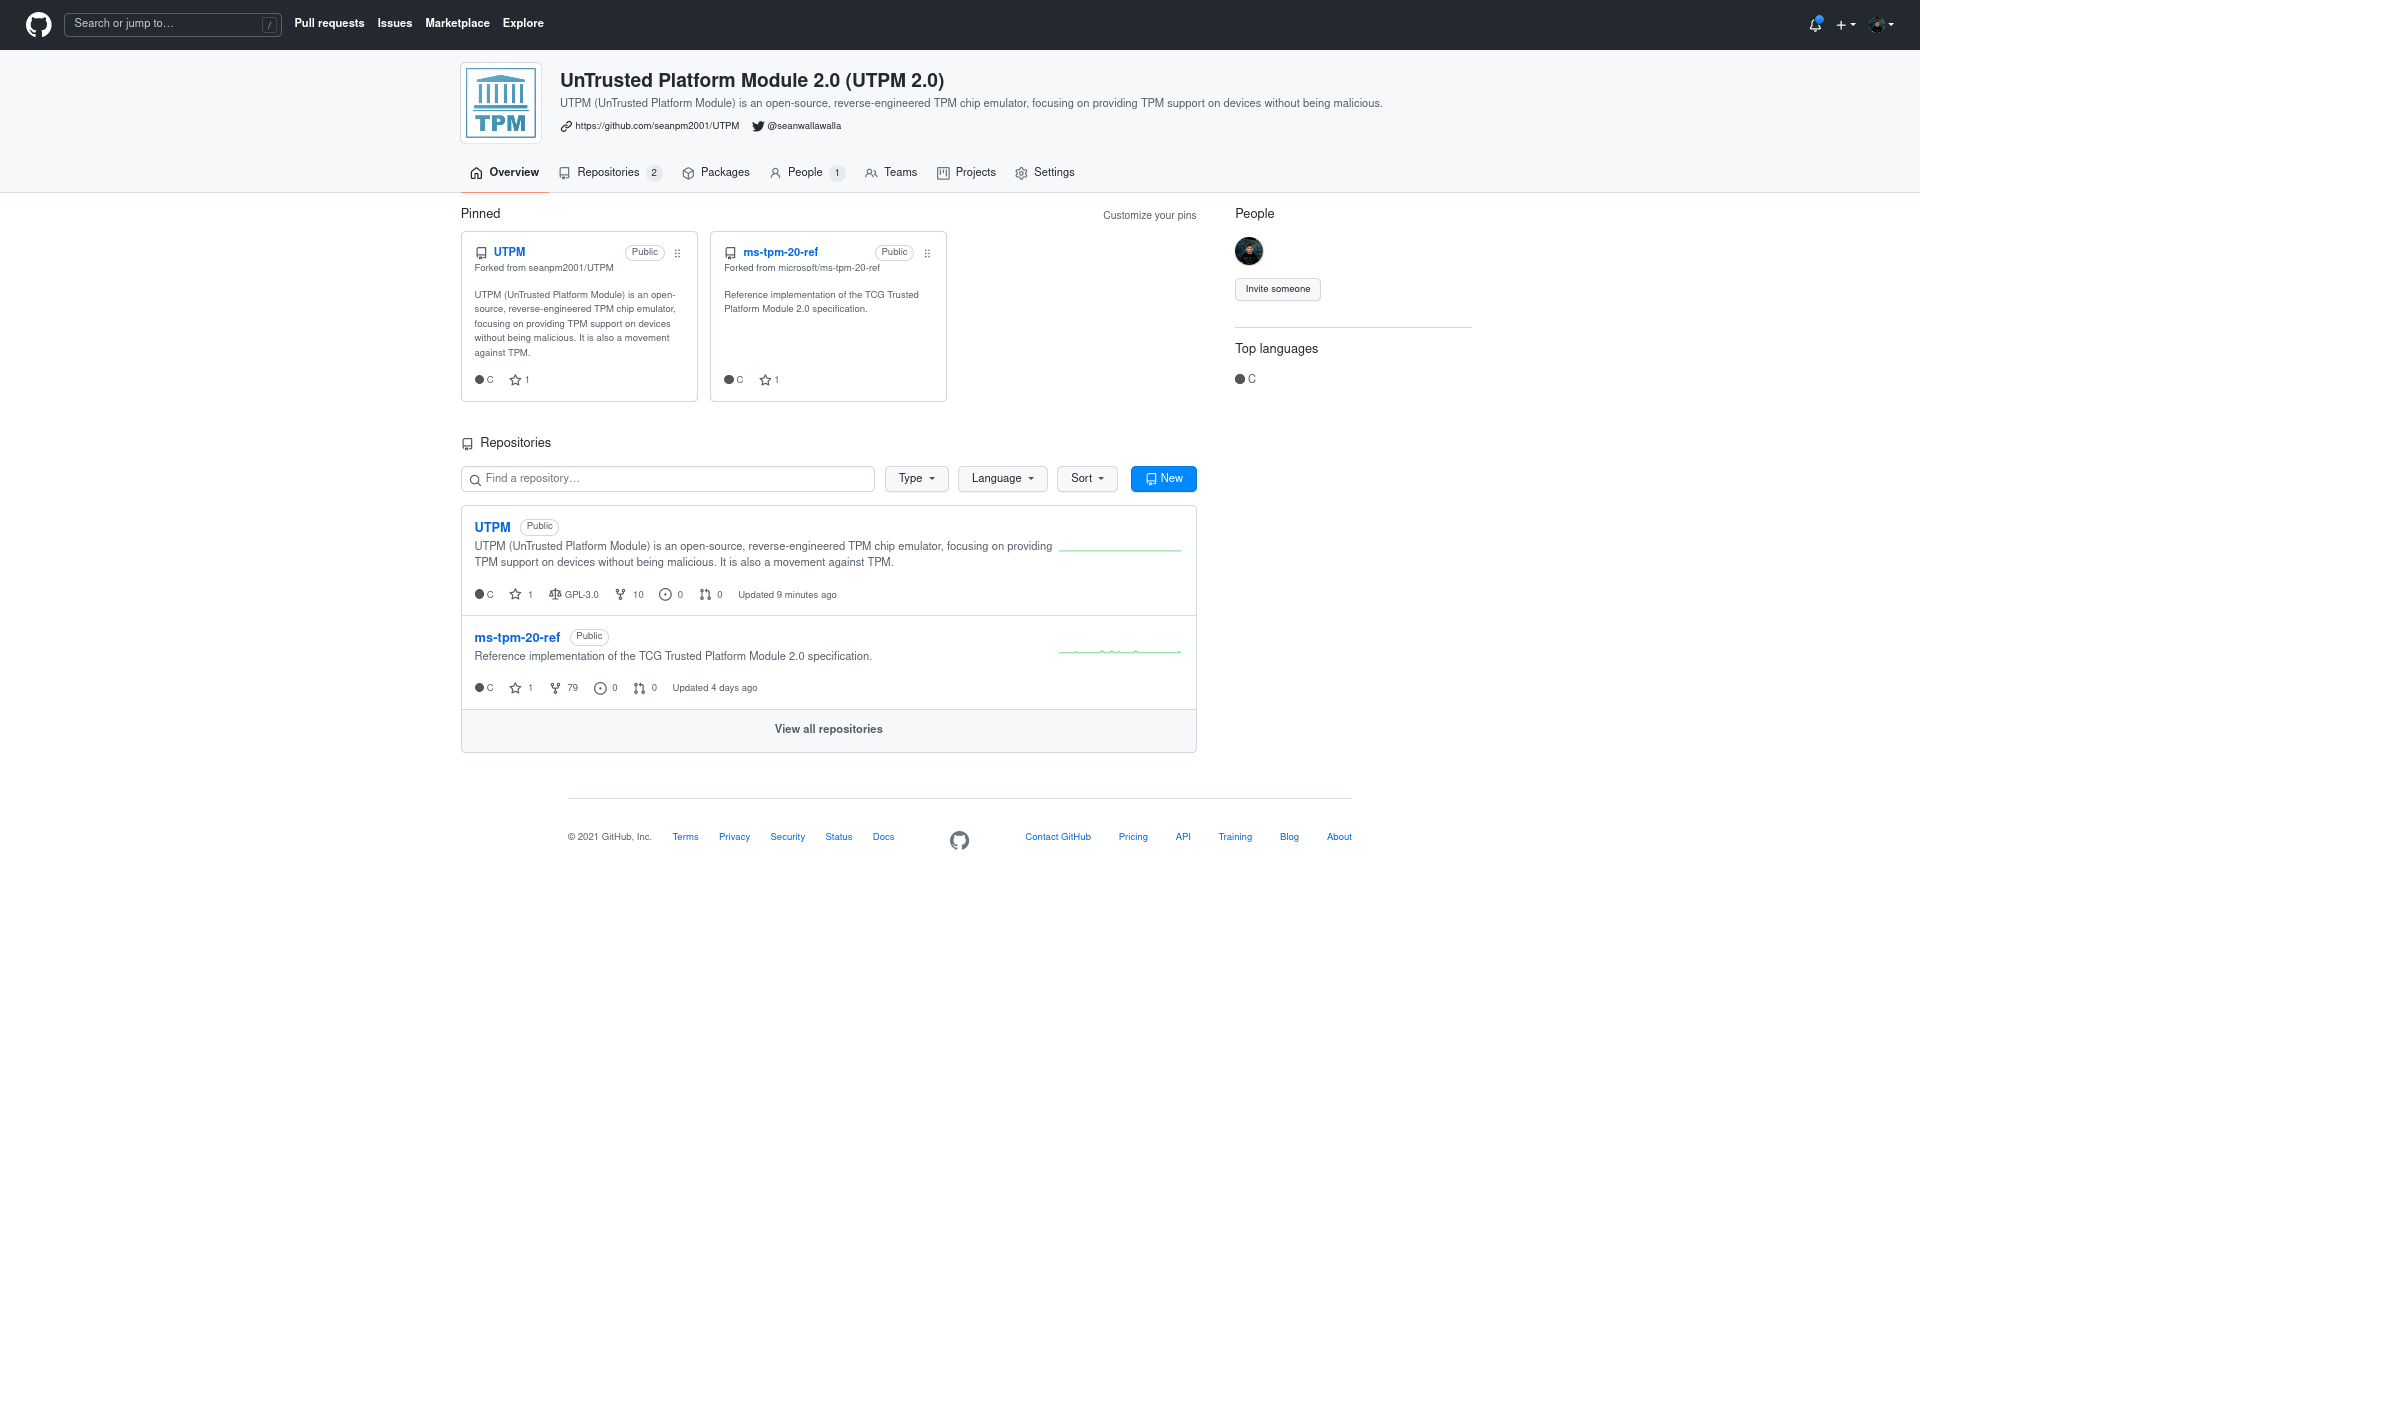 Search or jump to… /
Pull requests Issues Marketplace Explore
TPM
UnTrusted Platform Module 2.0 (UTPM 2.0)
UTPM (UnTrusted Platform Module) is an open-source, reverse-engineered TPM chip emulator, focusing on providing TPM support on devices without being malicious.
https://github.com/seanpm2001/UTPM @seanwallawalla
Overview Repositories 2 Packages People 1 Teams Projects Settings
Pinned
Customize your pins
UTPM Public
Forked from seanpm2001/UTPM
UTPM (UnTrusted Platform Module) is an open-
source, reverse-engineered TPM chip emulator,
focusing on providing TPM support on devices
without being malicious. It is also a movement
against TPM.
C 1
ms-tpm-20-ref Public
Forked from microsoft/ms-tpm-20-ref
Reference implementation of the TCG Trusted
Platform Module 2.0 specification.
C 1
People
Invite someone
Top languages
C
Repositories
Find a repository… Type Language Sort New
UTPM Public
UTPM (UnTrusted Platform Module) is an open-source, reverse-engineered TPM chip emulator, focusing on providing
TPM support on devices without being malicious. It is also a movement against TPM.
C 1 GPL-3.0 10 0 0 Updated 9 minutes ago
ms-tpm-20-ref Public
Reference implementation of the TCG Trusted Platform Module 2.0 specification.
C 1 79 0 0 Updated 4 days ago
View all repositories
© 2021 GitHub, Inc. Terms Privacy Security Status Docs Contact GitHub Pricing API Training Blog About